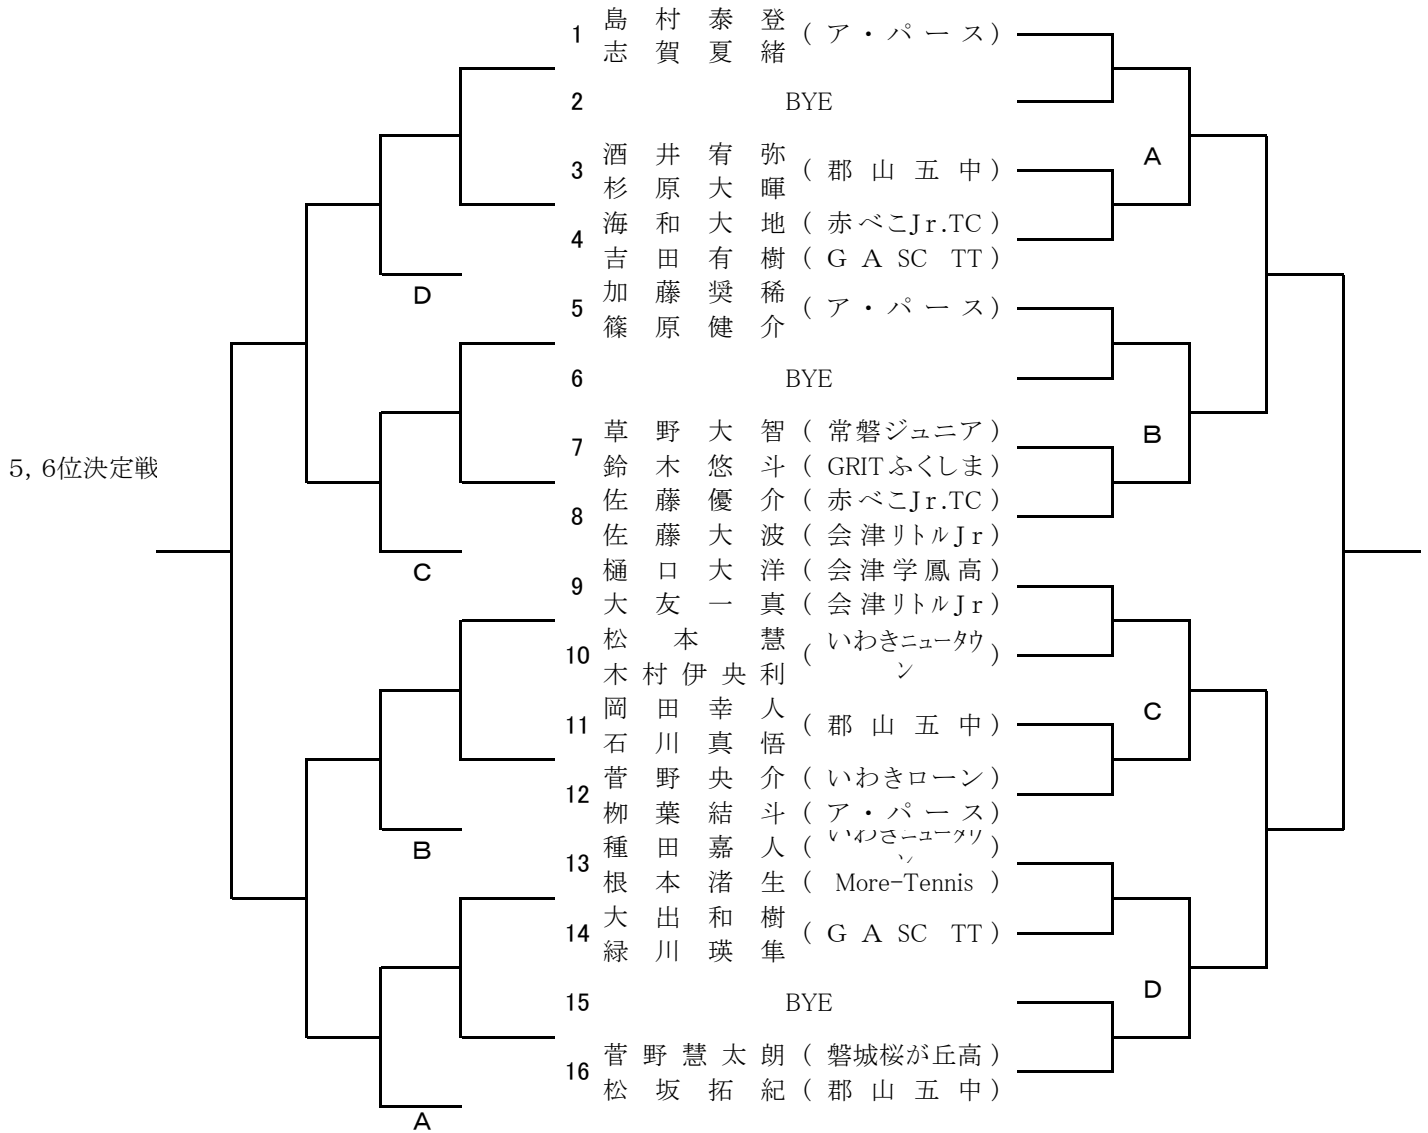 1 島村泰登 (ア・パース)
志賀夏緒
2 BYE
3 酒井宥弥 (郡山五中)
杉原大暉
A
4 海和大地 (赤べこJr.TC)
吉田有樹 (GASC TT)
D
5 加藤奨稀 (ア・パース)
篠原健介
6 BYE
7 草野大智 (常磐ジュニア)
鈴木悠斗 (GRITふくしま)
B
5, 6位決定戦
8 佐藤優介 (赤べこJr.TC)
佐藤大波 (会津リトルJr)
C
9 樋口大洋 (会津学鳳高)
大友一真 (会津リトルJr)
10 松本慧 (いわきニュータウ
ン)
木村伊央利
11 岡田幸人 (郡山五中)
石川真悟
C
12 菅野央介 (いわきローン)
栁葉結斗 (ア・パース)
B
13 種田嘉人 (いわきニュータウ
ン)
根本渚生 (More-Tennis)
14 大出和樹 (GASC TT)
緑川瑛隼
15 BYE
D
16 菅野慧太朗 (磐城桜が丘高)
松坂拓紀 (郡山五中)
A